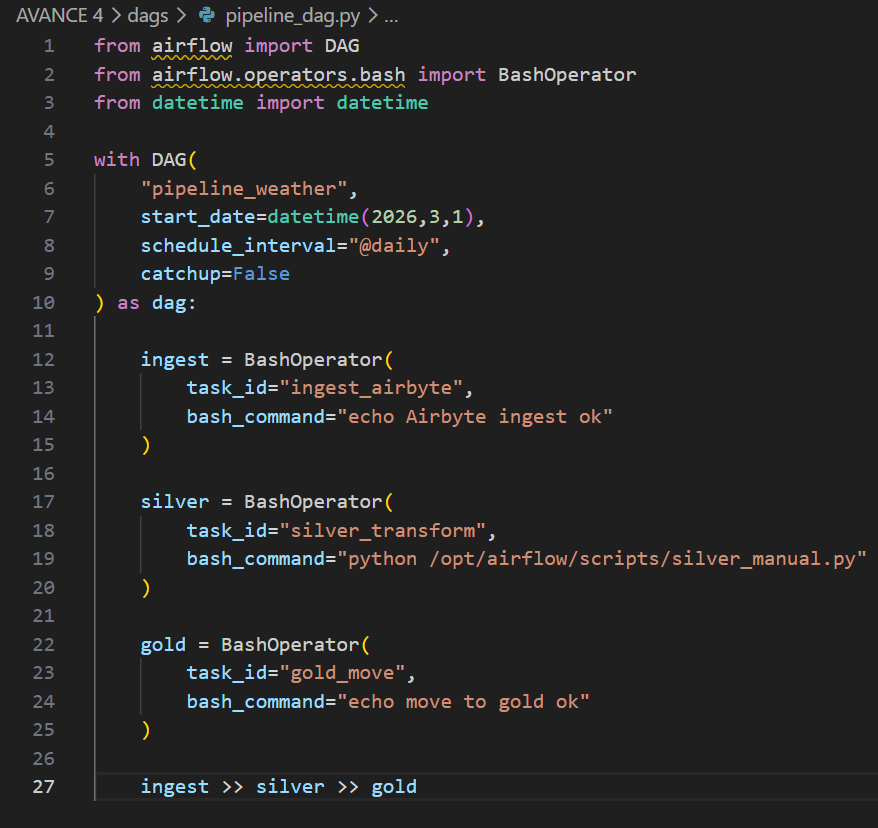 AVANCE 4 > dags > pipeline_dag.py > ...
1 from airflow import DAG
2 from airflow.operators.bash import BashOperator
3 from datetime import datetime
4
5 with DAG(
6     "pipeline_weather",
7     start_date=datetime(2026,3,1),
8     schedule_interval="@daily",
9     catchup=False
10 ) as dag:
11
12     ingest = BashOperator(
13         task_id="ingest_airbyte",
14         bash_command="echo Airbyte ingest ok"
15     )
16
17     silver = BashOperator(
18         task_id="silver_transform",
19         bash_command="python /opt/airflow/scripts/silver_manual.py"
20     )
21
22     gold = BashOperator(
23         task_id="gold_move",
24         bash_command="echo move to gold ok"
25     )
26
27     ingest >> silver >> gold